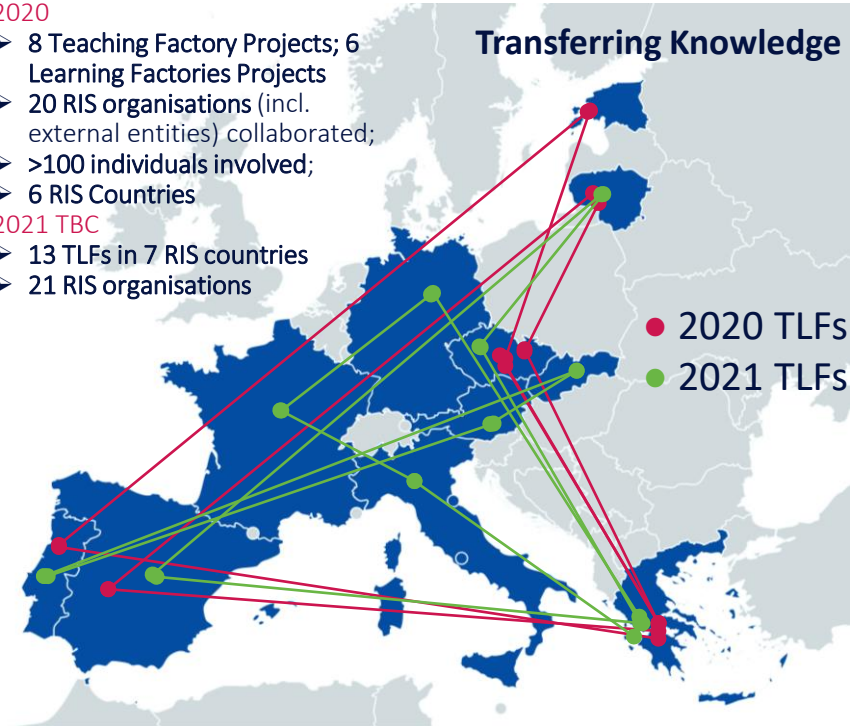 2020
➢ 8 Teaching Factory Projects; 6
Learning Factories Projects
➢ 20 RIS organisations (incl.
external entities) collaborated;
➢ >100 individuals involved;
➢ 6 RIS Countries
2021 TBC
➢ 13 TLFs in 7 RIS countries
➢ 21 RIS organisations
Transferring Knowledge
2020 TLFs
2021 TLFs